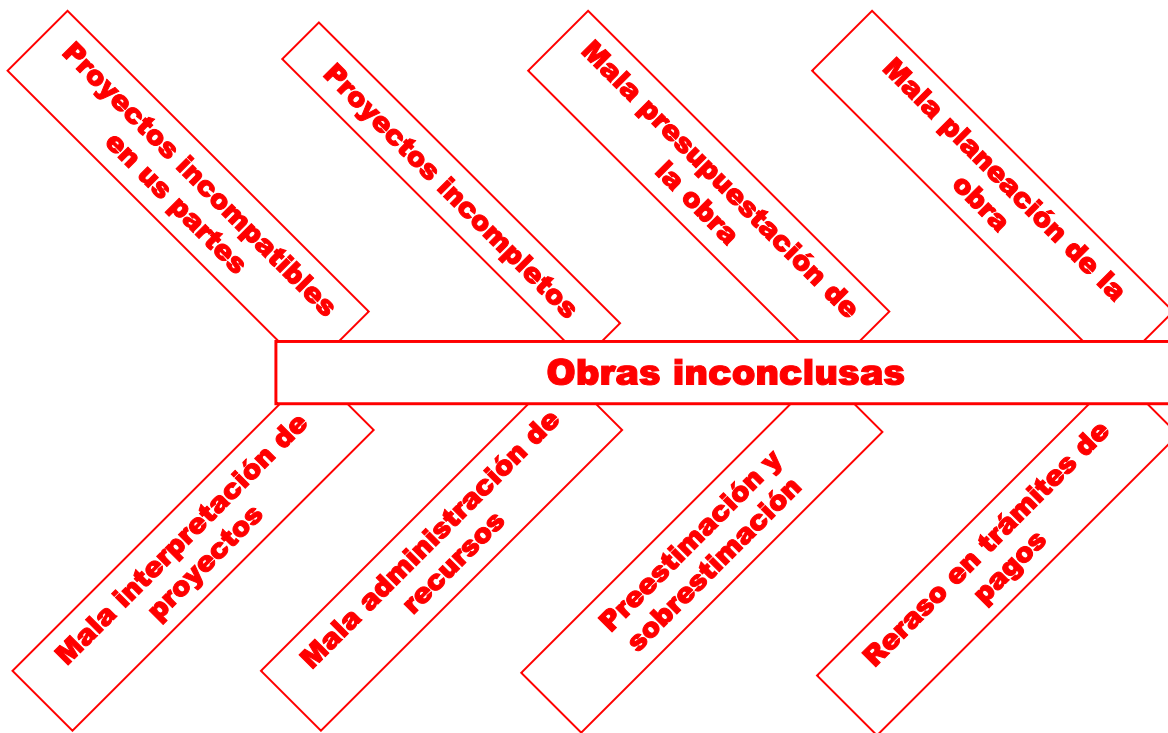 Proyectos incompatibles
en us partes
Proyectos incompletos
Mala presupuestación de
la obra
Mala planeación de la
obra
Obras inconclusas
Mala interpretación de
proyectos
Mala administración de
recursos
Preestimación y
sobrestimación
Reraso en trámites de
pagos